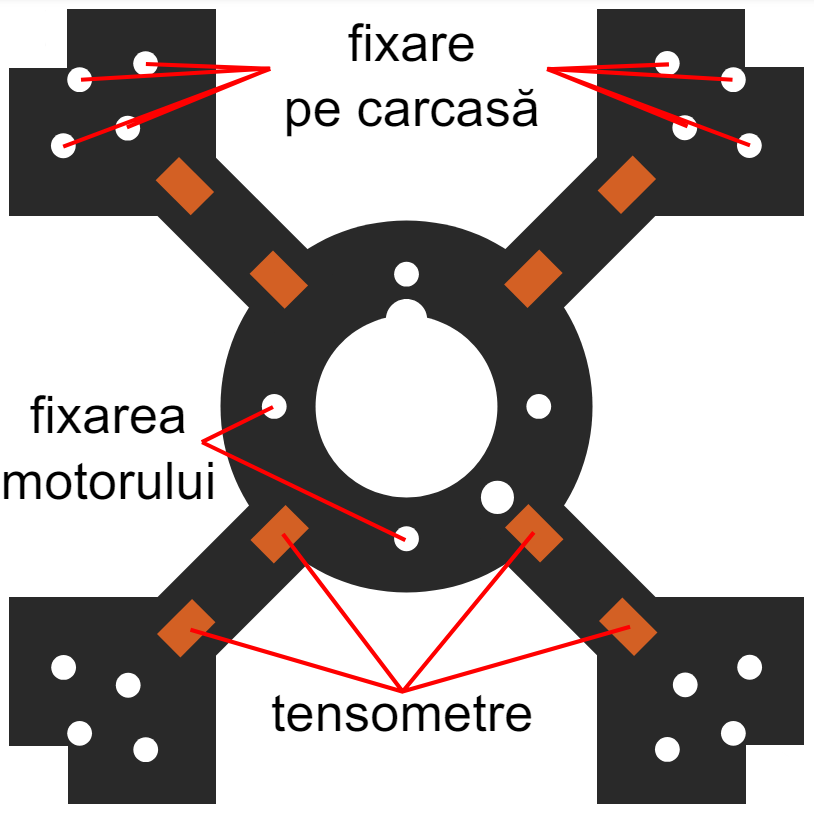 fixare
pe carcasă
fixarea
motorului
tensometre